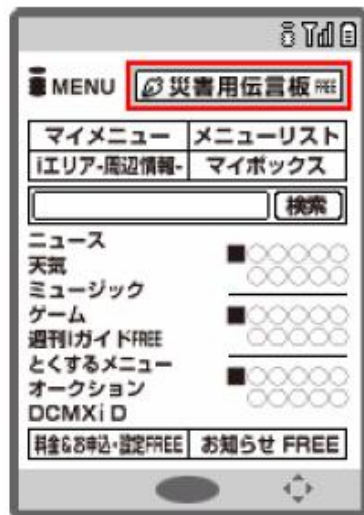 MENU 災害用伝言板 FREE
マイメニュー メニューリスト
iエリア-周辺情報- マイボックス
検索
ニュース
天気
ミュージック
ゲーム
週刊iガイドFREE
とくするメニュー
オークション
DCMXiD
料金&お申込・設定FREE お知らせ FREE